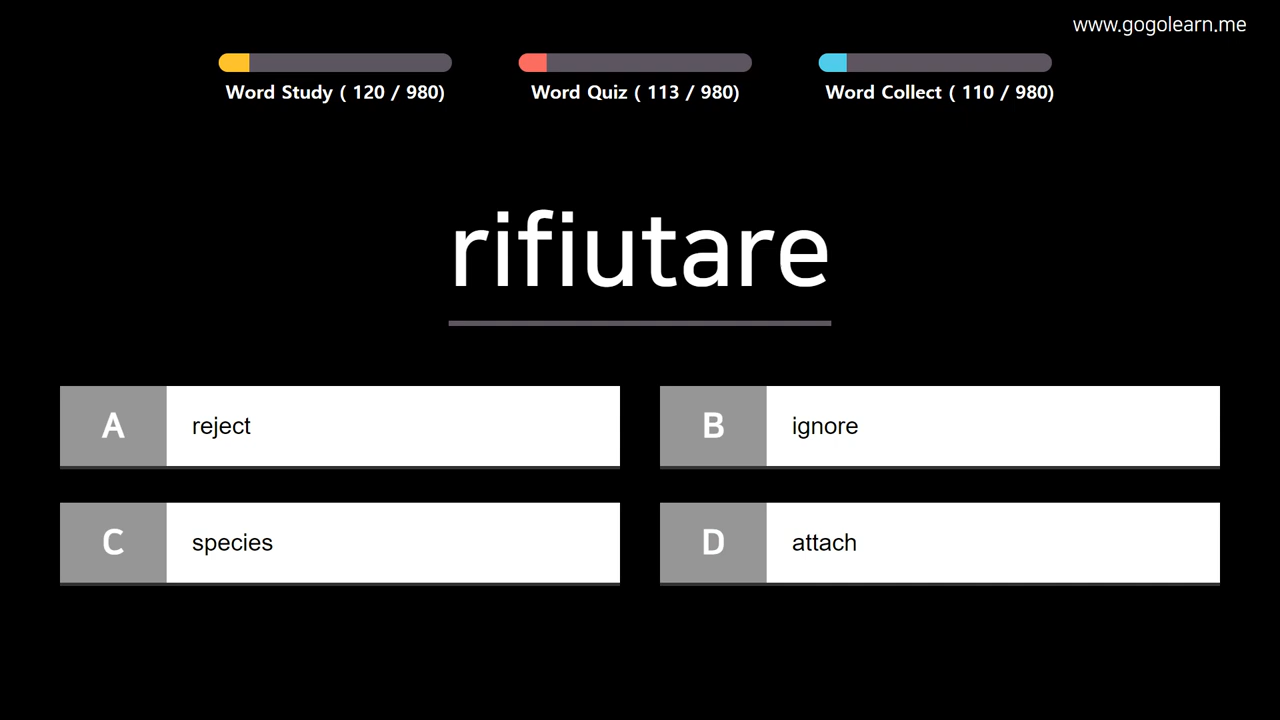 www.gogolearn.me
Word Study ( 120 / 980)
Word Quiz ( 113 / 980)
Word Collect ( 110 / 980)
rifiutare
A reject
B ignore
C species
D attach